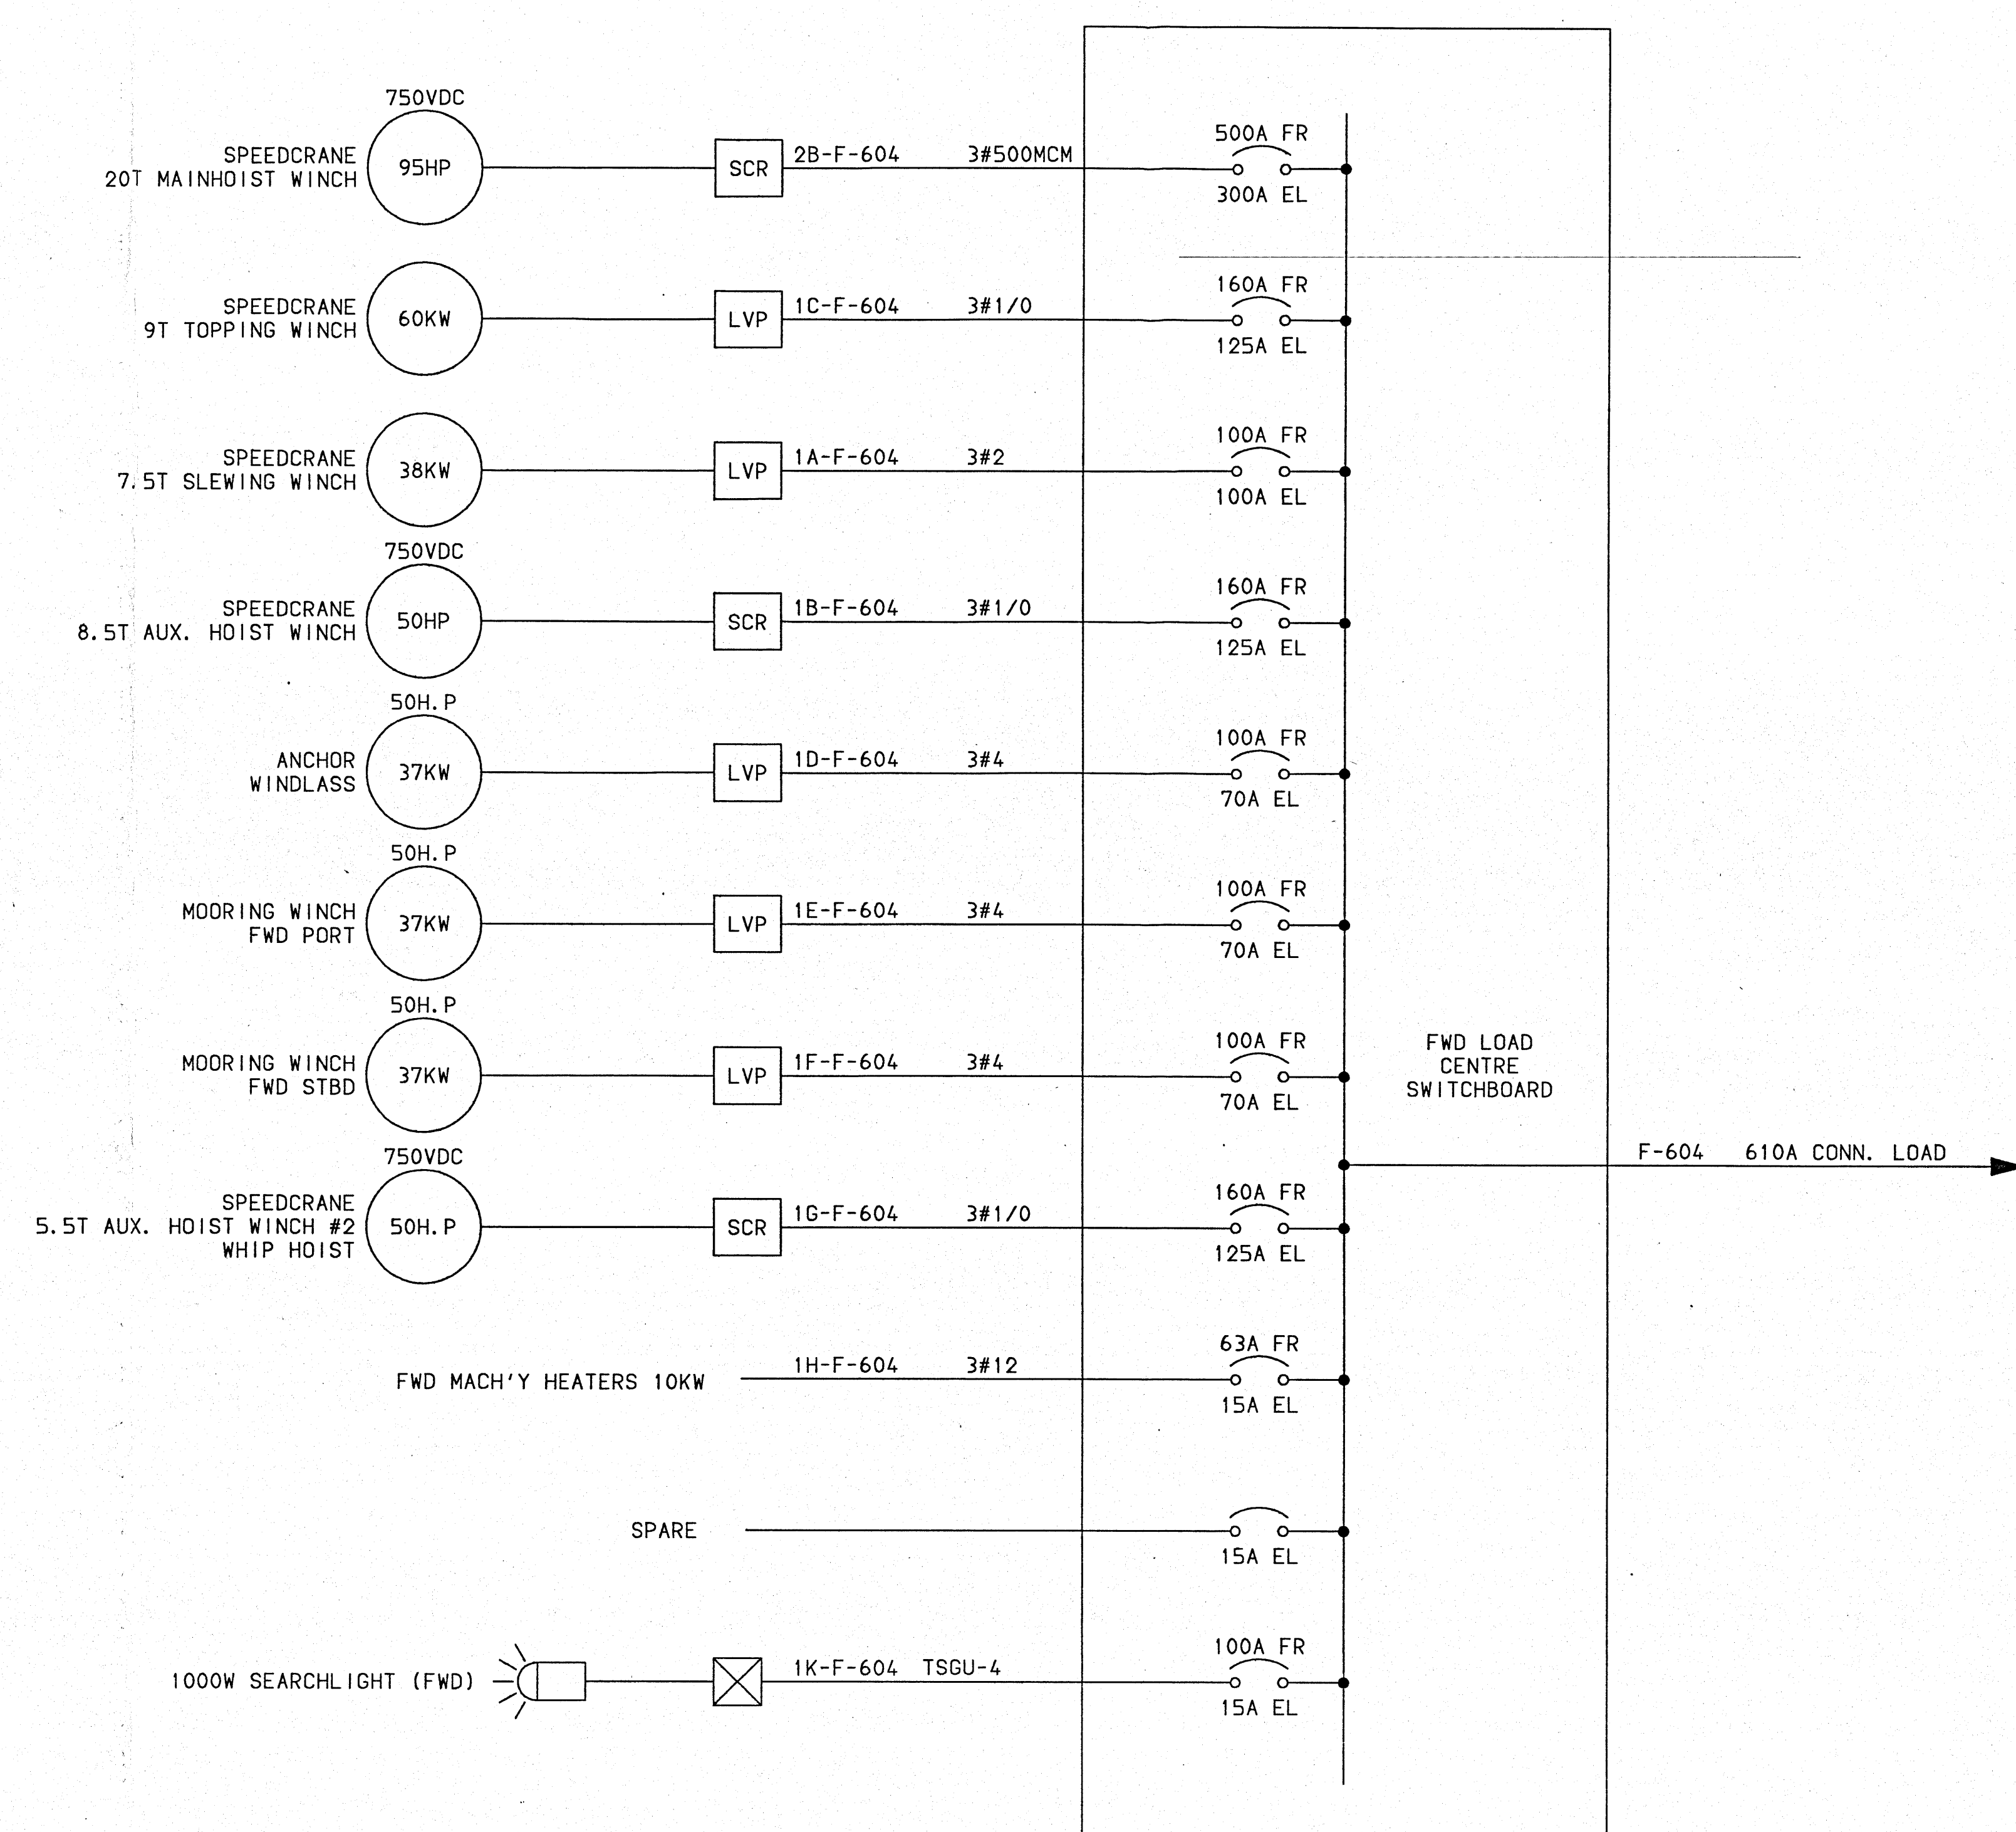 750VDC
SPEEDCRANE
20T MAINHOIST WINCH
95HP
SCR
2B-F-604 3#500MCM
500A FR
300A EL
SPEEDCRANE
9T TOPPING WINCH
60KW
LVP
1C-F-604 3#1/0
160A FR
125A EL
SPEEDCRANE
7.5T SLEWING WINCH
38KW
LVP
1A-F-604 3#2
100A FR
100A EL
750VDC
SPEEDCRANE
8.5T AUX. HOIST WINCH
50HP
SCR
1B-F-604 3#1/0
160A FR
125A EL
50H.P
ANCHOR
WINDLASS
37KW
LVP
1D-F-604 3#4
100A FR
70A EL
50H.P
MOORING WINCH
FWD PORT
37KW
LVP
1E-F-604 3#4
100A FR
70A EL
50H.P
MOORING WINCH
FWD STBD
37KW
LVP
1F-F-604 3#4
100A FR
70A EL
FWD LOAD
CENTRE
SWITCHBOARD
F-604 610A CONN. LOAD
750VDC
SPEEDCRANE
5.5T AUX. HOIST WINCH #2
WHIP HOIST
50H.P
SCR
1G-F-604 3#1/0
160A FR
125A EL
FWD MACH'Y HEATERS 10KW
1H-F-604 3#12
63A FR
15A EL
SPARE
15A EL
1000W SEARCHLIGHT (FWD)
1K-F-604 TSGU-4
100A FR
15A EL